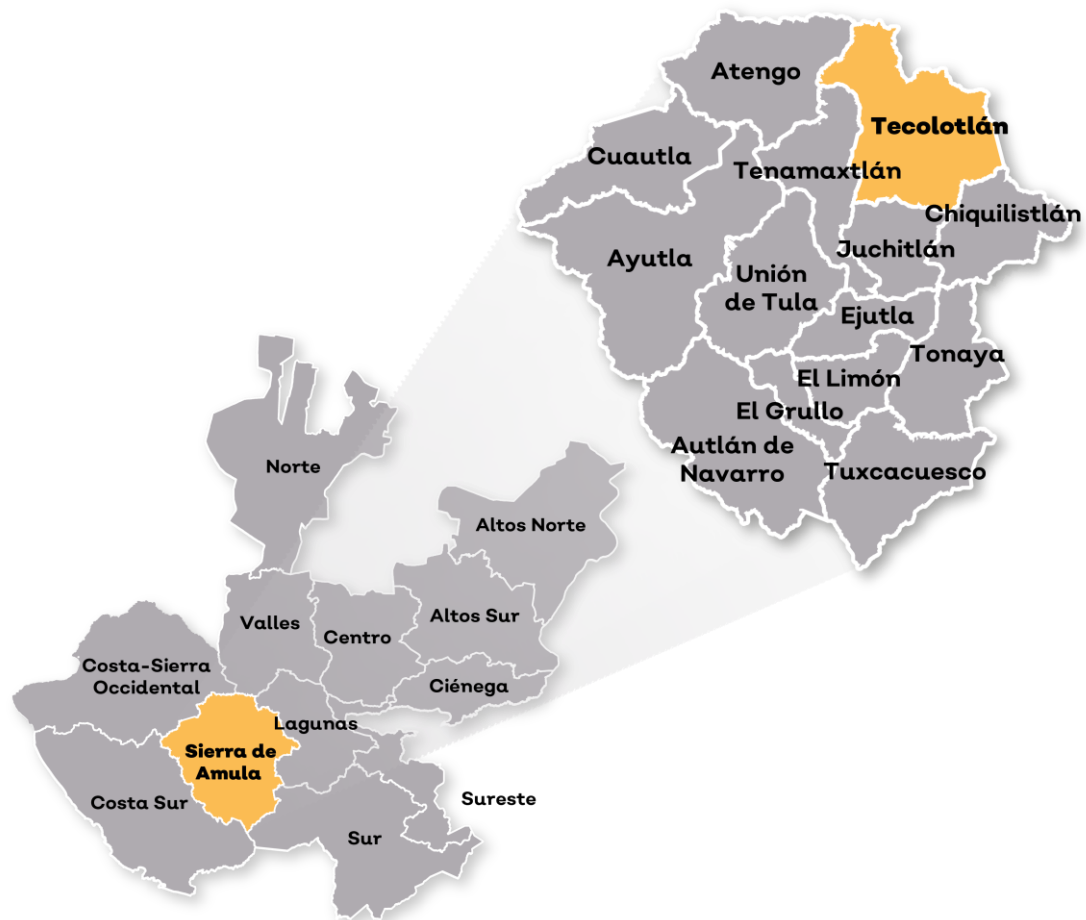 Atengo
Tecolotlán
Cuautla
Tenamaxtlán
Chiquilistlán
Juchitlán
Ayutla
Unión
de Tula
Ejutla
Tonaya
El Limón
El Grullo
Autlán de
Navarro
Tuxcacuesco
Norte
Altos Norte
Valles
Centro
Altos Sur
Costa-Sierra
Occidental
Ciénega
Lagunas
Sierra de
Amula
Costa Sur
Sureste
Sur